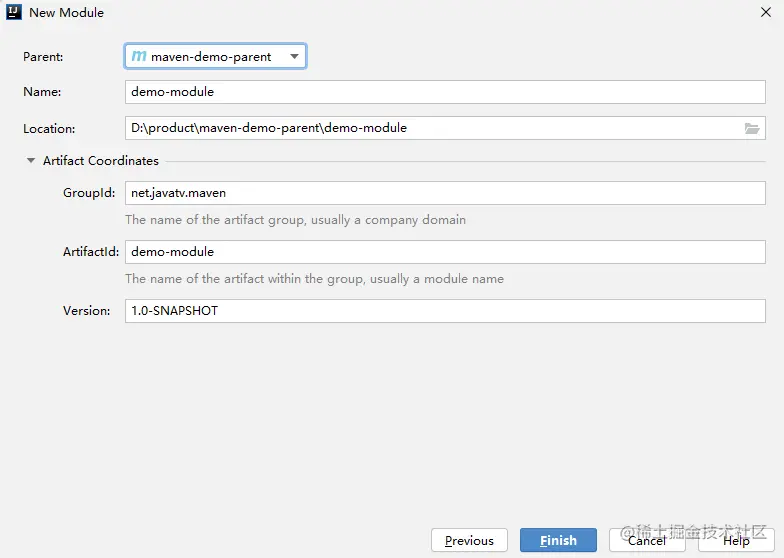 New Module
Parent: maven-demo-parent
Name: demo-module
Location: D:\product\maven-demo-parent\demo-module
Artifact Coordinates
GroupId: net.javatv.maven
The name of the artifact group, usually a company domain
ArtifactId: demo-module
The name of the artifact within the group, usually a module name
Version: 1.0-SNAPSHOT
Previous Finish Cancel Help
@稀土掘金技术社区